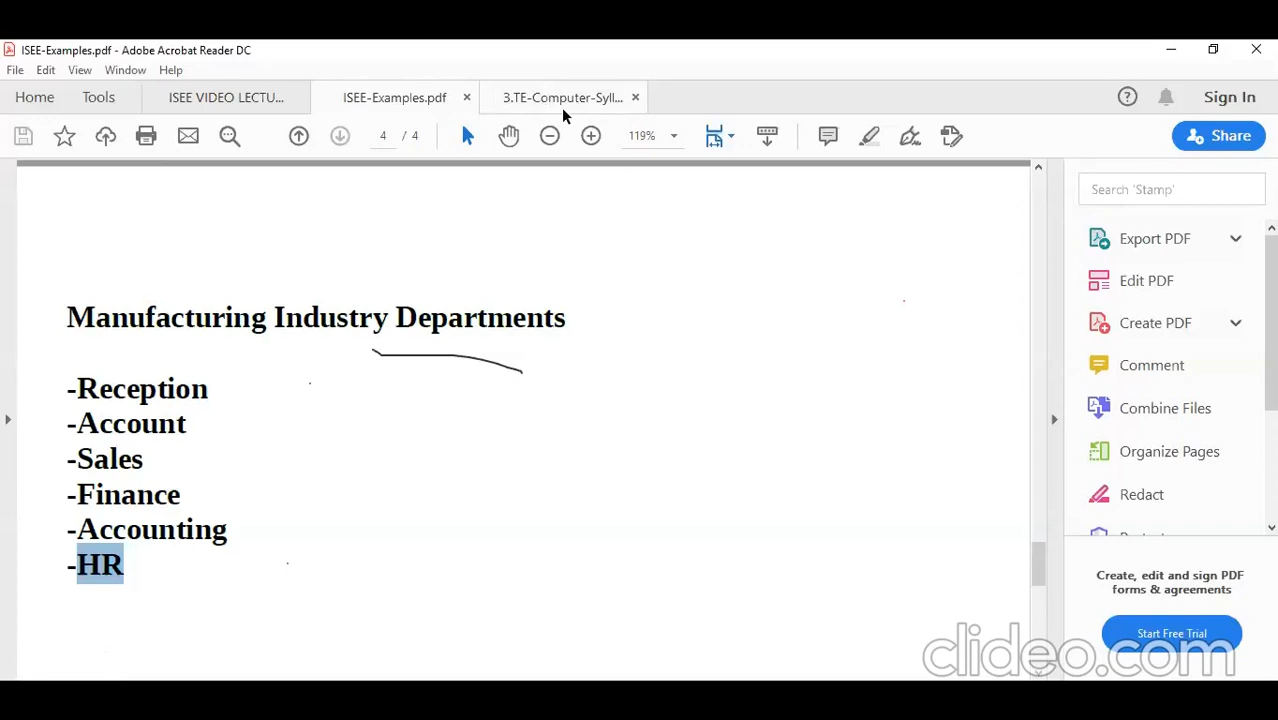 ISEE-Examples.pdf - Adobe Acrobat Reader DC
File Edit View Window Help
Home Tools ISEE VIDEO LECTU... ISEE-Examples.pdf × 3.TE-Computer-Syll... × Sign In
4 / 4 119% Share
Search 'Stamp'
Export PDF
Edit PDF
Create PDF
Comment
Combine Files
Organize Pages
Redact
Manufacturing Industry Departments
-Reception
-Account
-Sales
-Finance
-Accounting
-HR
Create, edit and sign PDF
forms & agreements
Start Free Trial
clideo.com